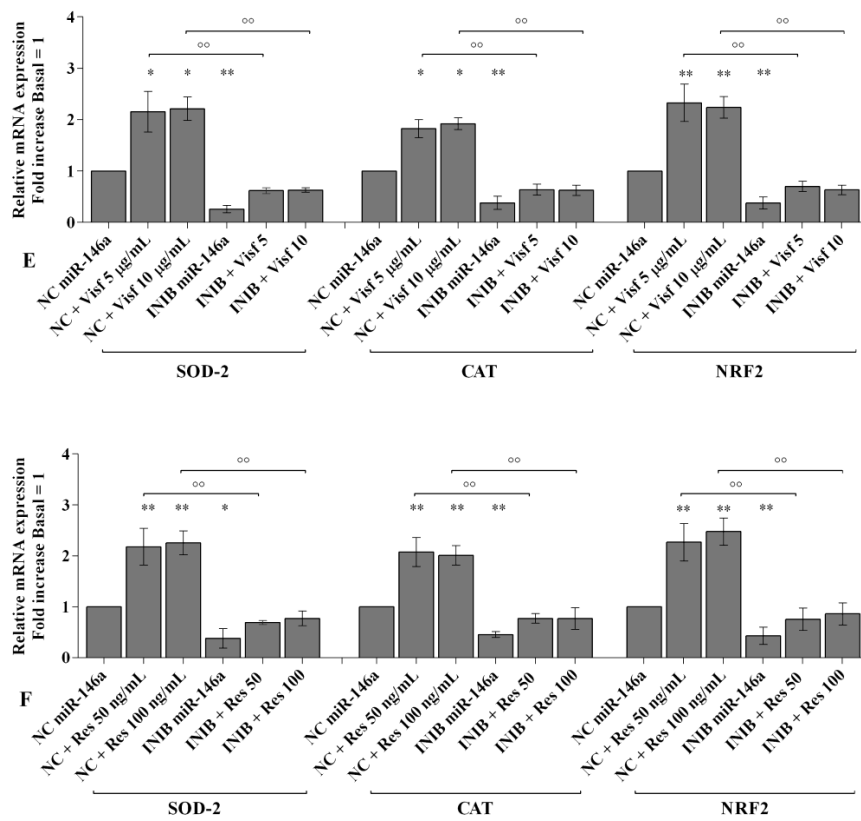 Relative mRNA expression
Fold increase Basal = 1
4
3
2
1
0
°°
°°
* * **
°°
°°
* * **
°°
°°
** ** **
NC miR-146a
NC + Visf 5 µg/mL
NC + Visf 10 µg/mL
INIB miR-146a
INIB + Visf 5
INIB + Visf 10
NC miR-146a
NC + Visf 5 µg/mL
NC + Visf 10 µg/mL
INIB miR-146a
INIB + Visf 5
INIB + Visf 10
NC miR-146a
NC + Visf 5 µg/mL
NC + Visf 10 µg/mL
INIB miR-146a
INIB + Visf 5
INIB + Visf 10
E
SOD-2 CAT NRF2
Relative mRNA expression
Fold increase Basal = 1
4
3
2
1
0
°°
°°
** ** *
°°
°°
** ** **
°°
°°
** ** **
NC miR-146a
NC + Res 50 ng/mL
NC + Res 100 ng/mL
INIB miR-146a
INIB + Res 50
INIB + Res 100
NC miR-146a
NC + Res 50 ng/mL
NC + Res 100 ng/mL
INIB miR-146a
INIB + Res 50
INIB + Res 100
NC miR-146a
NC + Res 50 ng/mL
NC + Res 100 ng/mL
INIB miR-146a
INIB + Res 50
INIB + Res 100
F
SOD-2 CAT NRF2